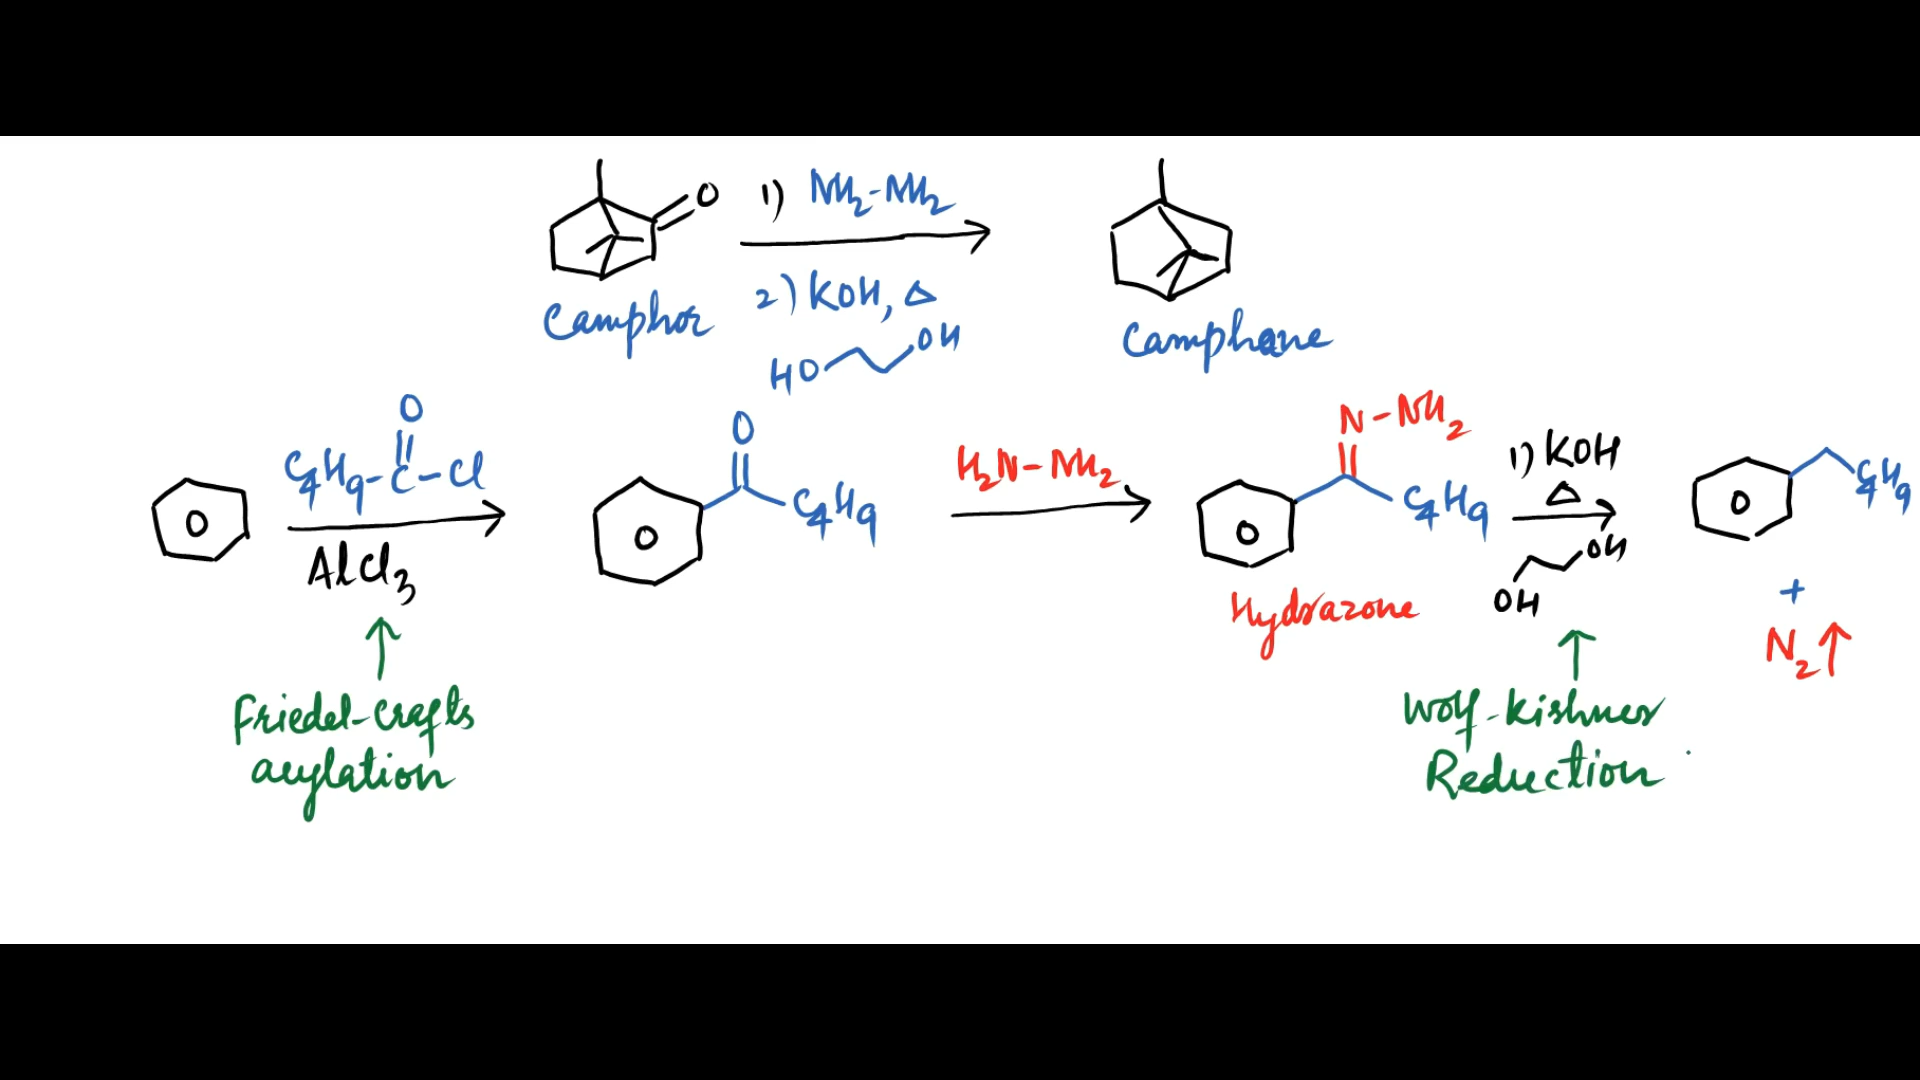 O 1) NH2-NH2
Camphor 2) KOH, Δ Camphane
HO OH
O
C4H9-C-Cl
AlCl3
O
C4H9
H2N-NH2
N-NH2
C4H9
Hydrazone
1) KOH
Δ
OH
OH
C4H9
+
N2↑
Friedel-Crafts
acylation
Wolf-Kishner
Reduction